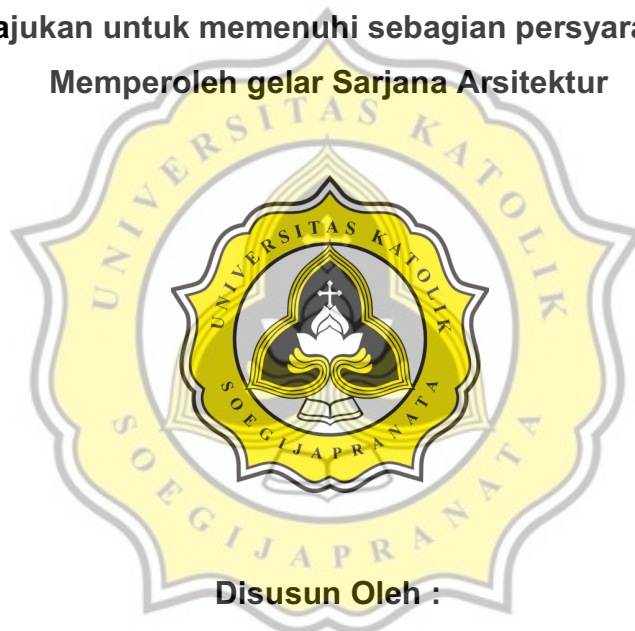 ajukan untuk memenuhi sebagian persyara
Memperoleh gelar Sarjana Arsitektur
UNIVERSITAS KATOLIK
SOEGIJAPRANATA
UNIVERSITAS KATOLIK
SOEGIJAPRANATA
Disusun Oleh :